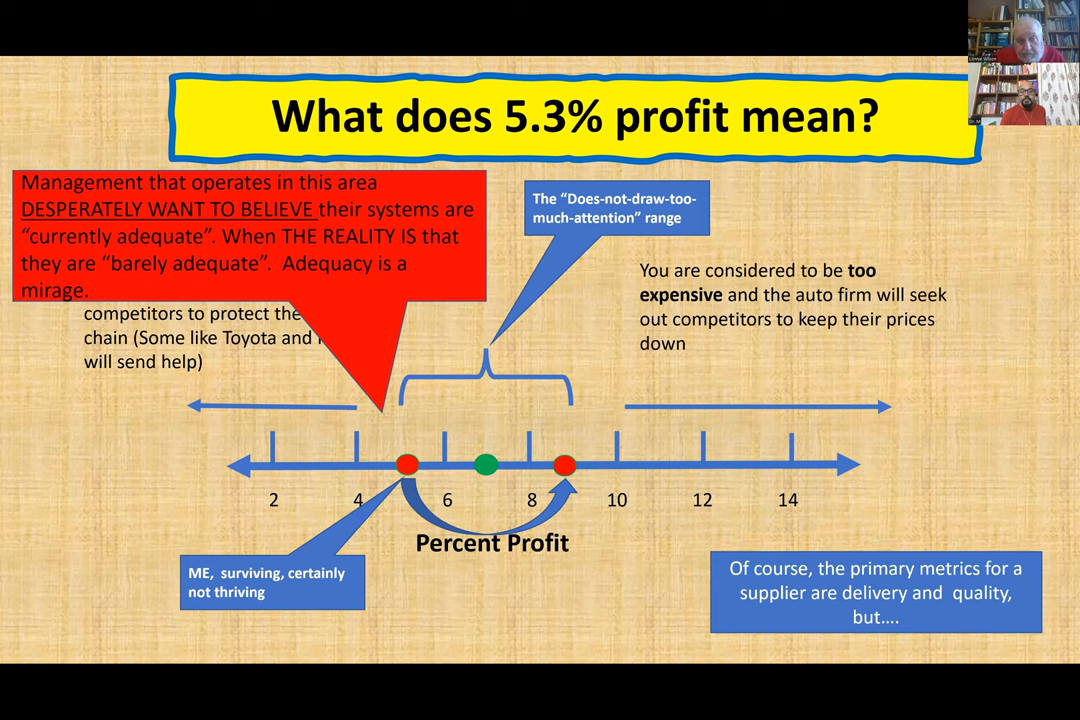 What does 5.3% profit mean?
Management that operates in this area
DESPERATELY WANT TO BELIEVE their systems are
“currently adequate”. When THE REALITY IS that
they are “barely adequate”. Adequacy is a
mirage.
competitors to protect the
chain (Some like Toyota and
will send help)
The “Does-not-draw-too-
much-attention” range
You are considered to be too
expensive and the auto firm will seek
out competitors to keep their prices
down
2 4 6 8 10 12 14
Percent Profit
ME, surviving, certainly
not thriving
Of course, the primary metrics for a
supplier are delivery and quality,
but….